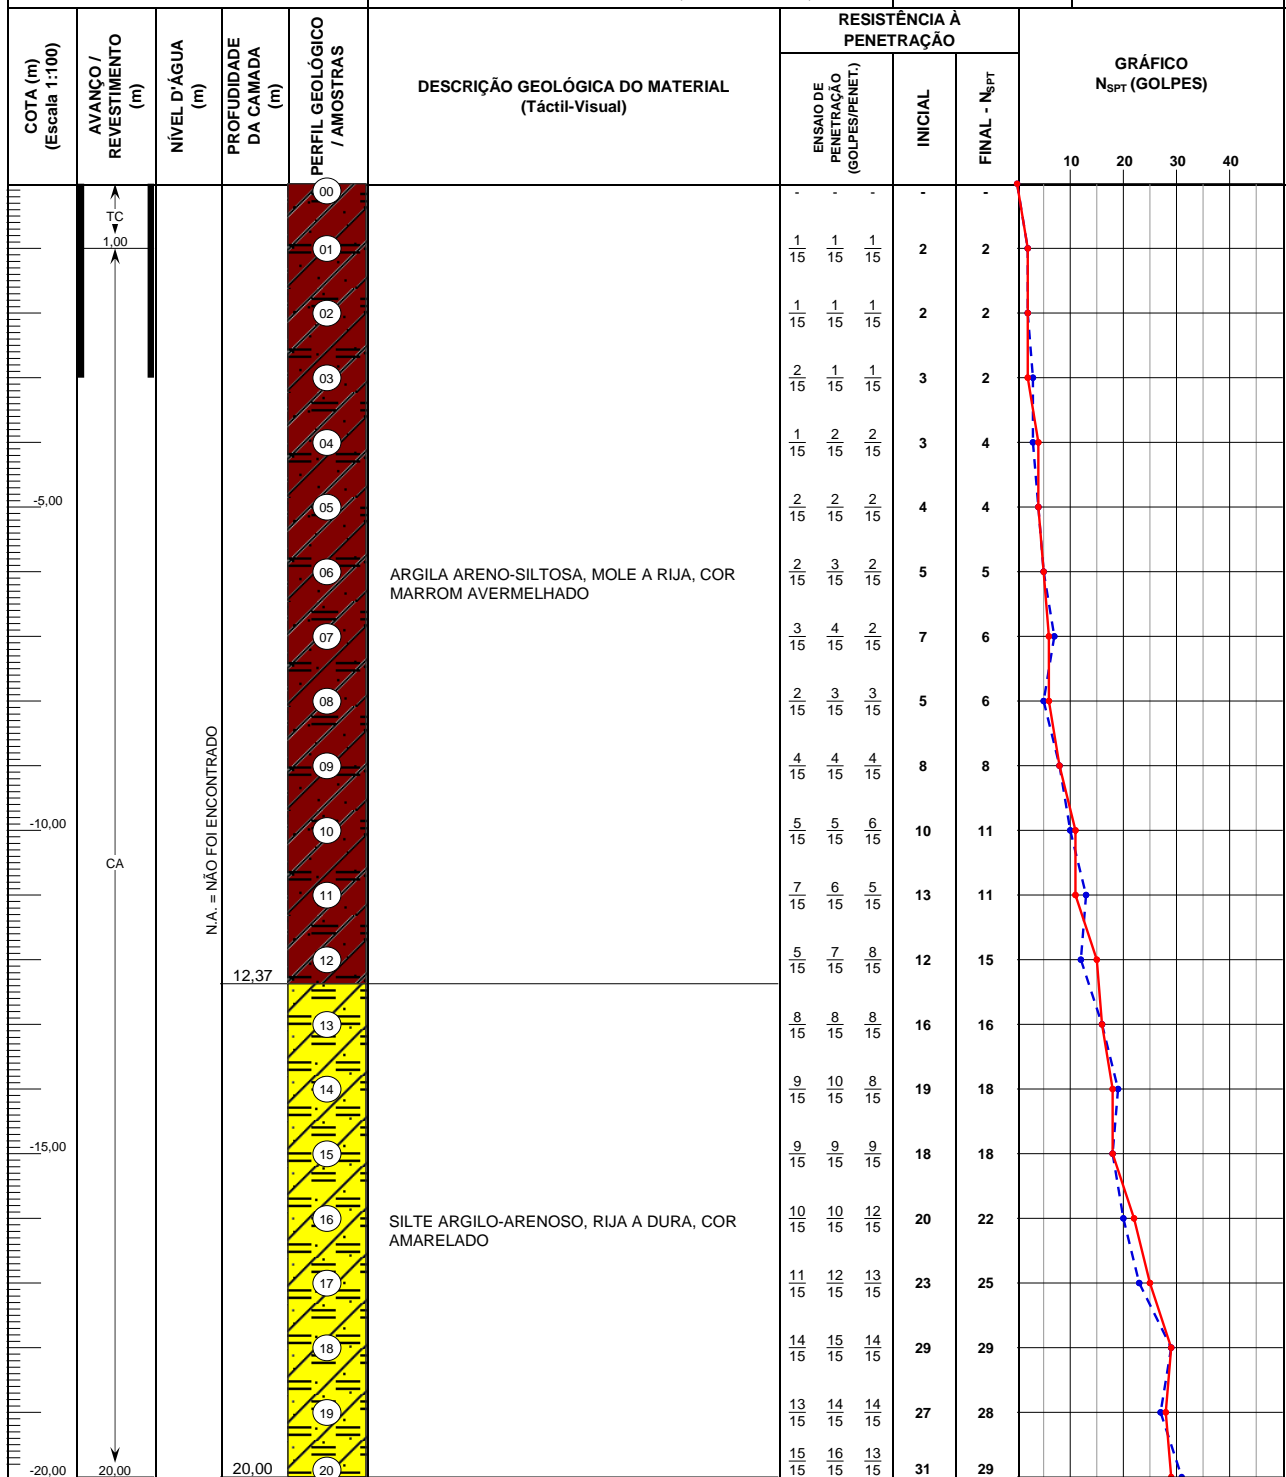 RESISTÊNCIA À
PENETRAÇÃO
COTA (m)
(Escala 1:100)
AVANÇO /
REVESTIMENTO
(m)
NÍVEL D'ÁGUA
(m)
PROFUDIDADE
DA CAMADA
(m)
PERFIL GEOLÓGICO
/ AMOSTRAS
DESCRIÇÃO GEOLÓGICA DO MATERIAL
(Táctil-Visual)
ENSAIO DE
PENETRAÇÃO
(GOLPES/PENET.)
INICIAL
FINAL - NSPT
GRÁFICO
NSPT (GOLPES)
10 20 30 40
00 - - - - -
TC
1,00
01 1/15 1/15 1/15 2 2
02 1/15 1/15 1/15 2 2
03 2/15 1/15 1/15 3 2
04 1/15 2/15 2/15 3 4
-5,00 05 2/15 2/15 2/15 4 4
06 2/15 3/15 2/15 5 5
ARGILA ARENO-SILTOSA, MOLE A RIJA, COR
MARROM AVERMELHADO
07 3/15 4/15 2/15 7 6
08 2/15 3/15 3/15 5 6
N.A. = NÃO FOI ENCONTRADO
09 4/15 4/15 4/15 8 8
-10,00 10 5/15 5/15 6/15 10 11
CA
11 7/15 6/15 5/15 13 11
12 5/15 7/15 8/15 12 15
12,37
13 8/15 8/15 8/15 16 16
14 9/15 10/15 8/15 19 18
-15,00 15 9/15 9/15 9/15 18 18
16 10/15 10/15 12/15 20 22
SILTE ARGILO-ARENOSO, RIJA A DURA, COR
AMARELADO
17 11/15 12/15 13/15 23 25
18 14/15 15/15 14/15 29 29
19 13/15 14/15 14/15 27 28
-20,00 20,00 20,00 20 15/15 16/15 13/15 31 29